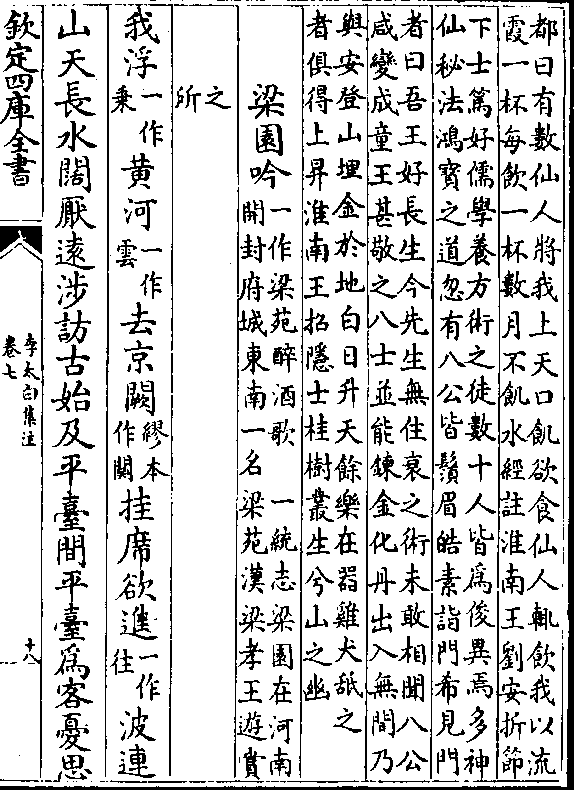 都曰有數仙人將我上天口飢欲食仙人輒飲我以流
霞一杯每飲一杯數月不飢水經註淮南王劉安折節
下士篤好儒學養方術之徒數十人皆為俊異焉多神
仙秘法鴻寶之道忽有八公皆鬚眉皓素詣門希見門
者曰吾王好長生今先生無住衰之術未敢相聞八公
咸變成童王甚敬之八士並能鍊金化丹出入無間乃
與安登山埋金於地白日升天餘樂在器雞犬舐之
者俱得上昇淮南王招隱士桂樹叢生兮山之幽
梁園吟一作梁苑醉酒歌 一統志梁園在河南
開封府城東南一名梁苑漢梁孝王遊賞
之
所
我浮一作乗黄河一作雲去京闕繆本作關挂席欲進一作往波連
山天長水闊厭遠涉訪古始及平臺間平臺為客憂思
欽定四庫全書
李太白集注
卷七
十八